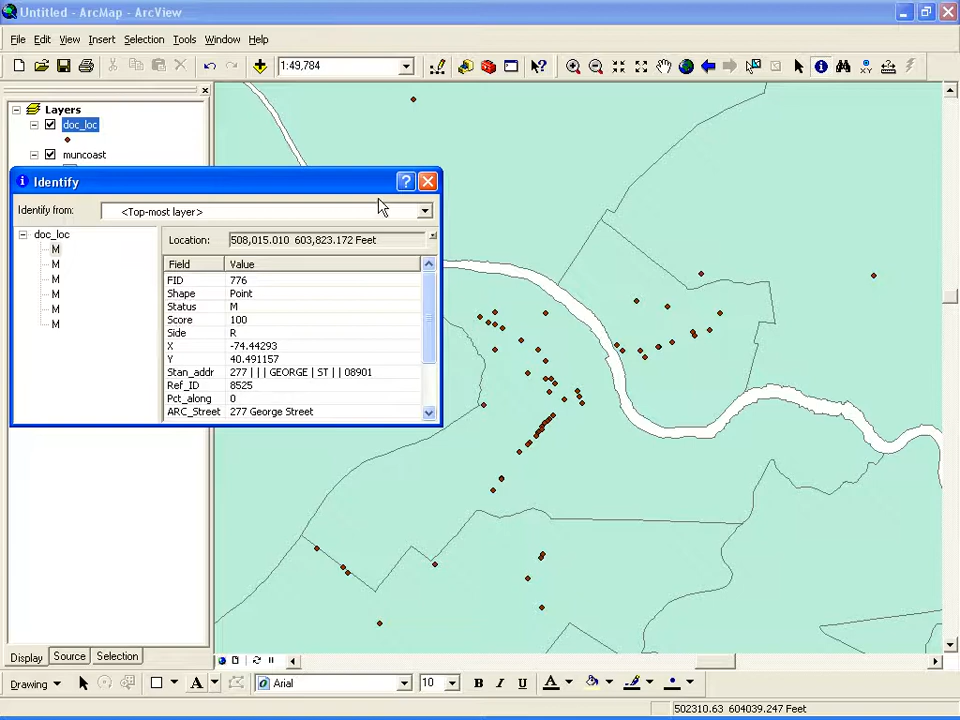 Untitled - ArcMap - ArcView
File Edit View Insert Selection Tools Window Help
1:49,784
Layers
doc_loc
muncoast
Identify
Identify from: <Top-most layer>
doc_loc
M
M
M
M
M
M
Location: 508,015.010 603,823.172 Feet
Field Value
FID 776
Shape Point
Status M
Score 100
Side R
X -74.44293
Y 40.491157
Stan_addr 277 | | | GEORGE | ST | | 08901
Ref_ID 8525
Pct_along 0
ARC_Street 277 George Street
Display Source Selection
Drawing A Arial 10 B I U A
502310.63 604039.247 Feet